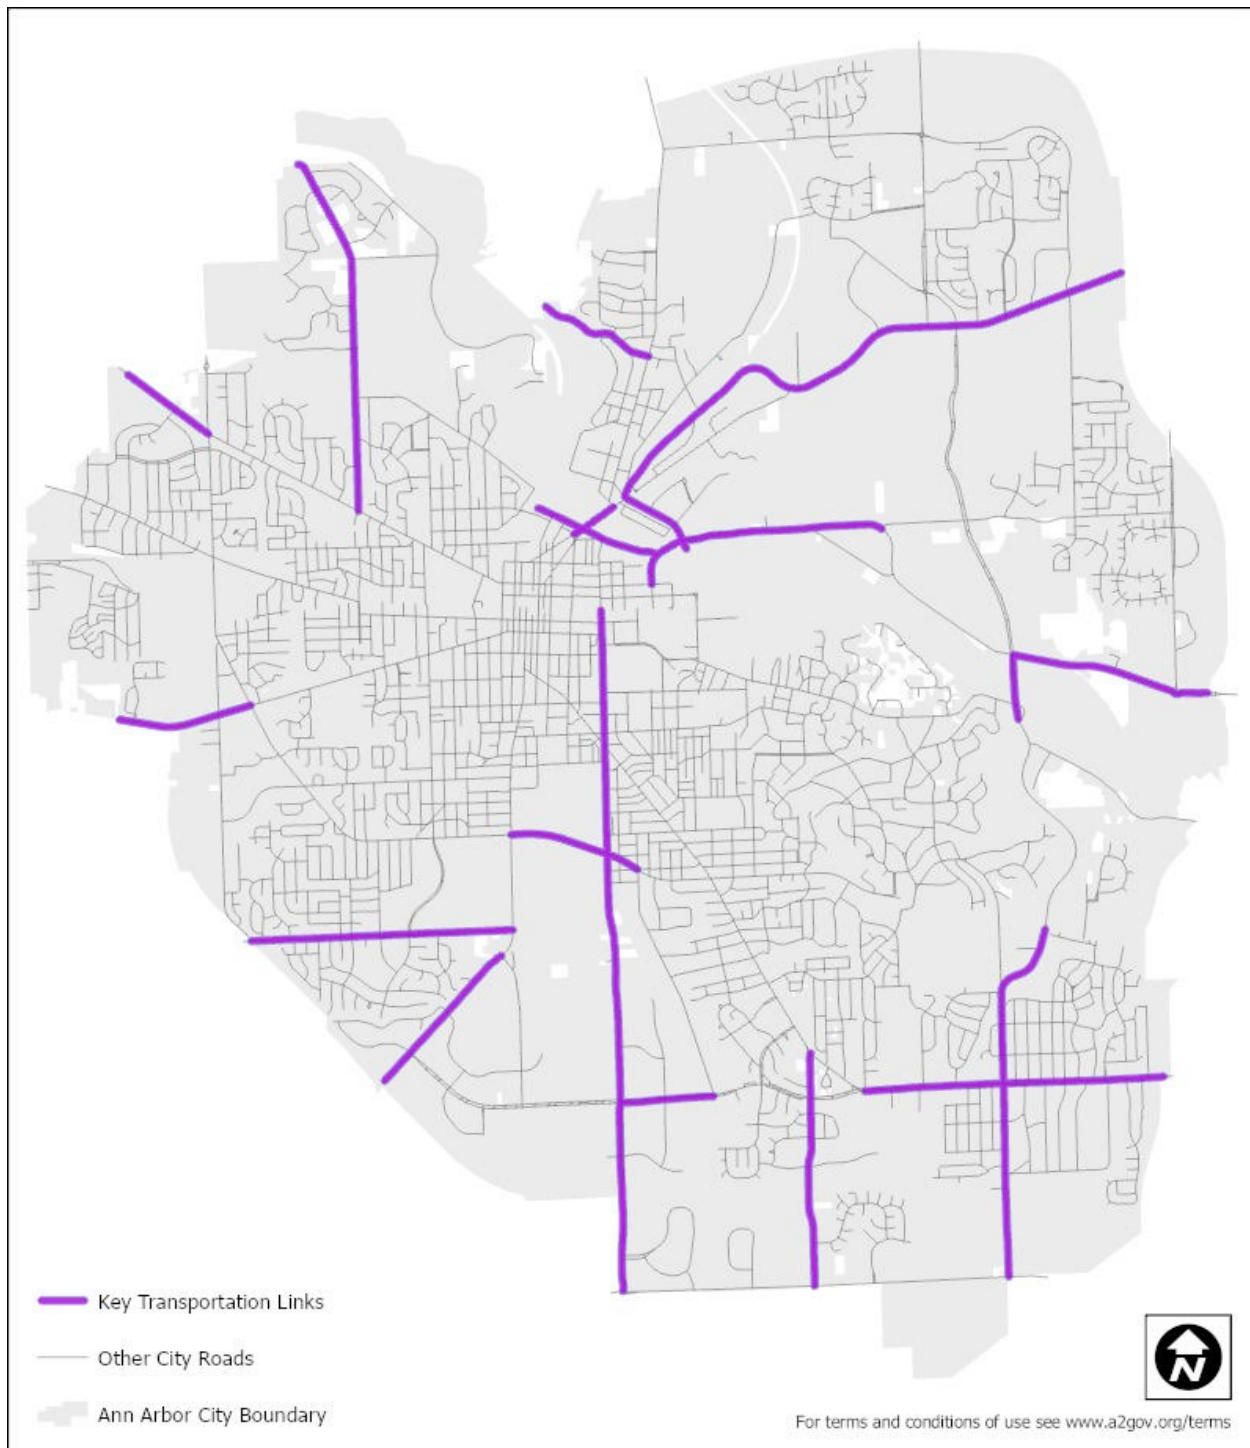 Key Transportation Links
Other City Roads
Ann Arbor City Boundary
N
For terms and conditions of use see www.a2gov.org/terms